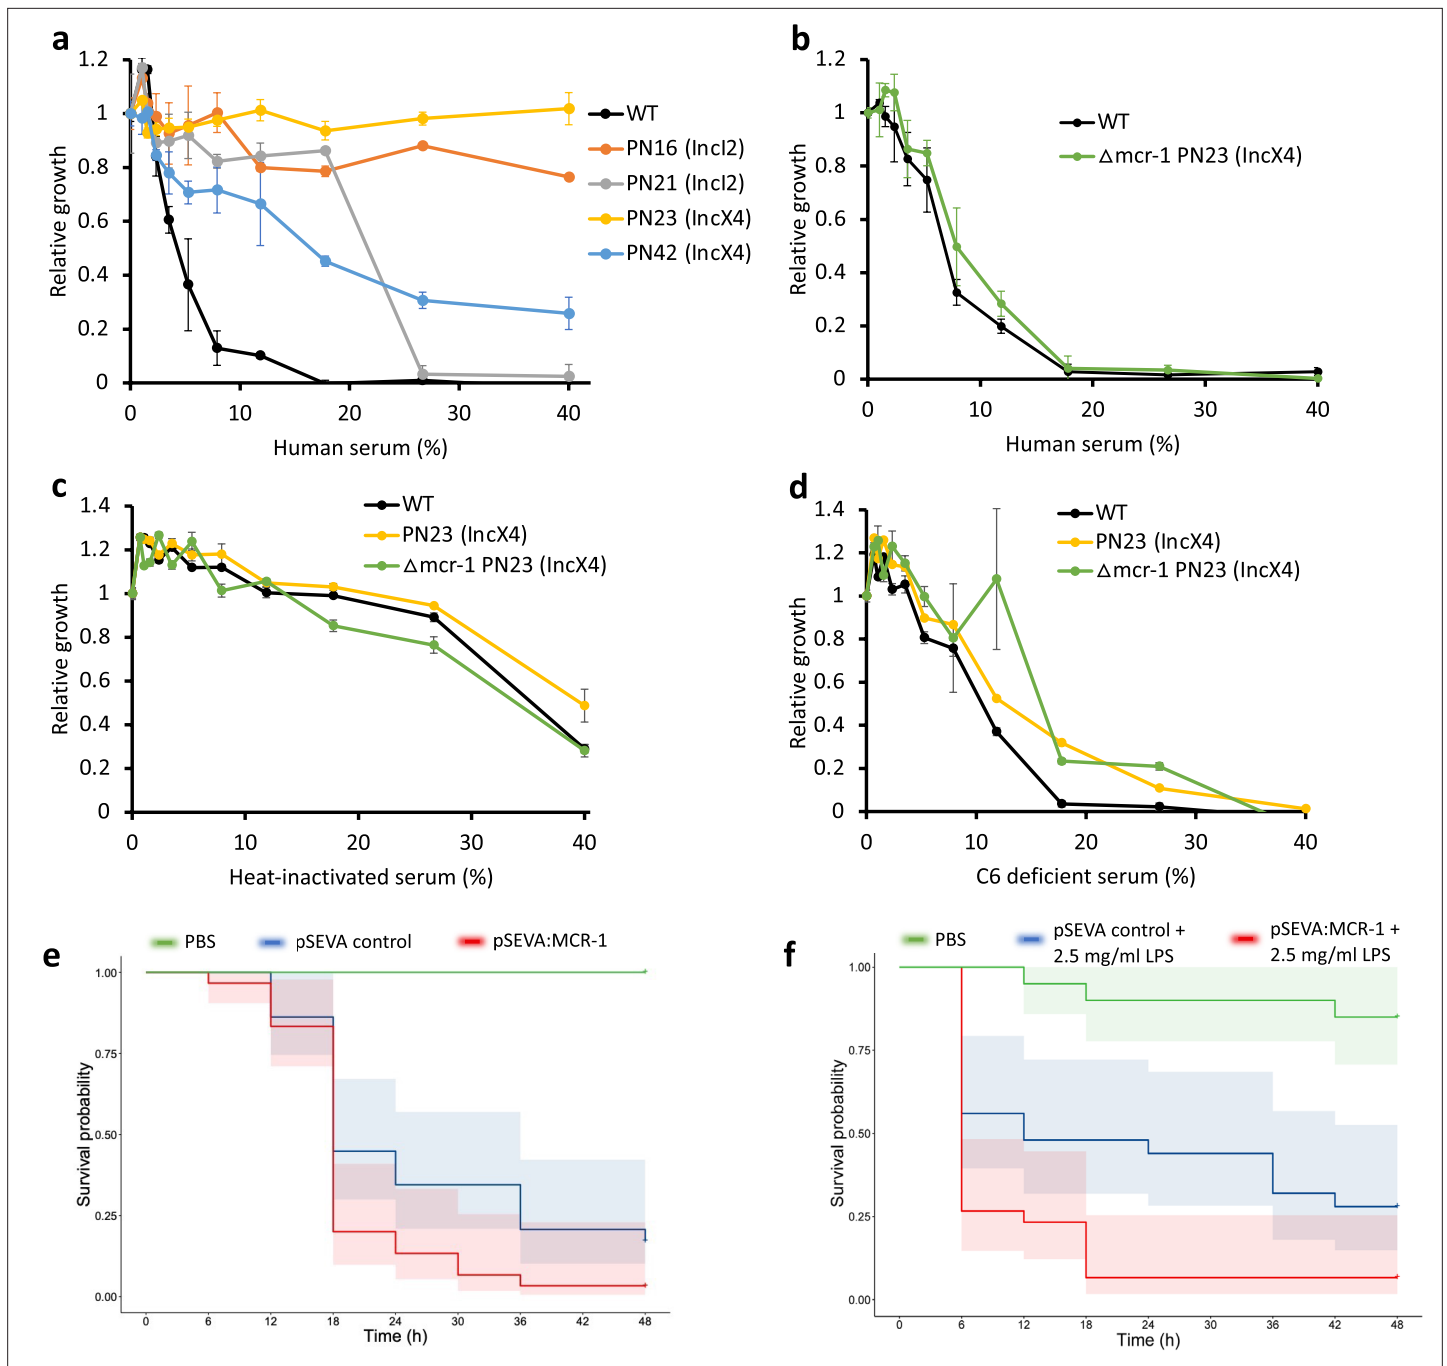 a
1.2
1
0.8
0.6
0.4
0.2
0
Relative growth
0 10 20 30 40
Human serum (%)
WT
PN16 (IncI2)
PN21 (IncI2)
PN23 (IncX4)
PN42 (IncX4)
b
1.2
1
0.8
0.6
0.4
0.2
0
Relative growth
0 10 20 30 40
Human serum (%)
WT
Δmcr-1 PN23 (IncX4)
c
1.4
1.2
1
0.8
0.6
0.4
0.2
0
Relative growth
0 10 20 30 40
Heat-inactivated serum (%)
WT
PN23 (IncX4)
Δmcr-1 PN23 (IncX4)
d
1.4
1.2
1
0.8
0.6
0.4
0.2
0
Relative growth
0 10 20 30 40
C6 deficient serum (%)
WT
PN23 (IncX4)
Δmcr-1 PN23 (IncX4)
e
PBS pSEVA control pSEVA:MCR-1
1.00
0.75
0.50
0.25
0.00
Survival probability
0 6 12 18 24 30 36 42 48
Time (h)
f
PBS
pSEVA control +
2.5 mg/ml LPS
pSEVA:MCR-1 +
2.5 mg/ml LPS
1.00
0.75
0.50
0.25
0.00
Survival probability
0 6 12 18 24 30 36 42 48
Time (h)